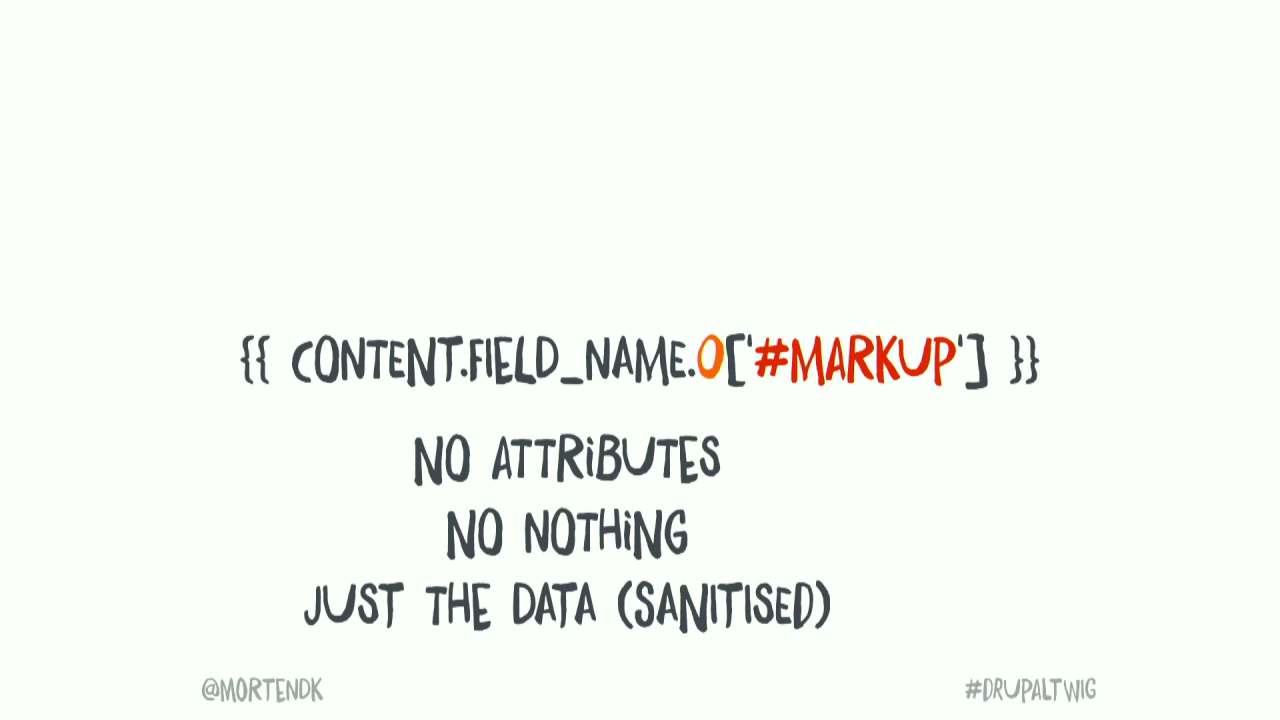 {{ CONTENT.FIELD_NAME.0['#MARKUP'] }}
NO ATTRiBUTES
NO NOTHiNG
JUST THE DATA (SANITISED)
@MORTENDK
#DRUPALTWIG